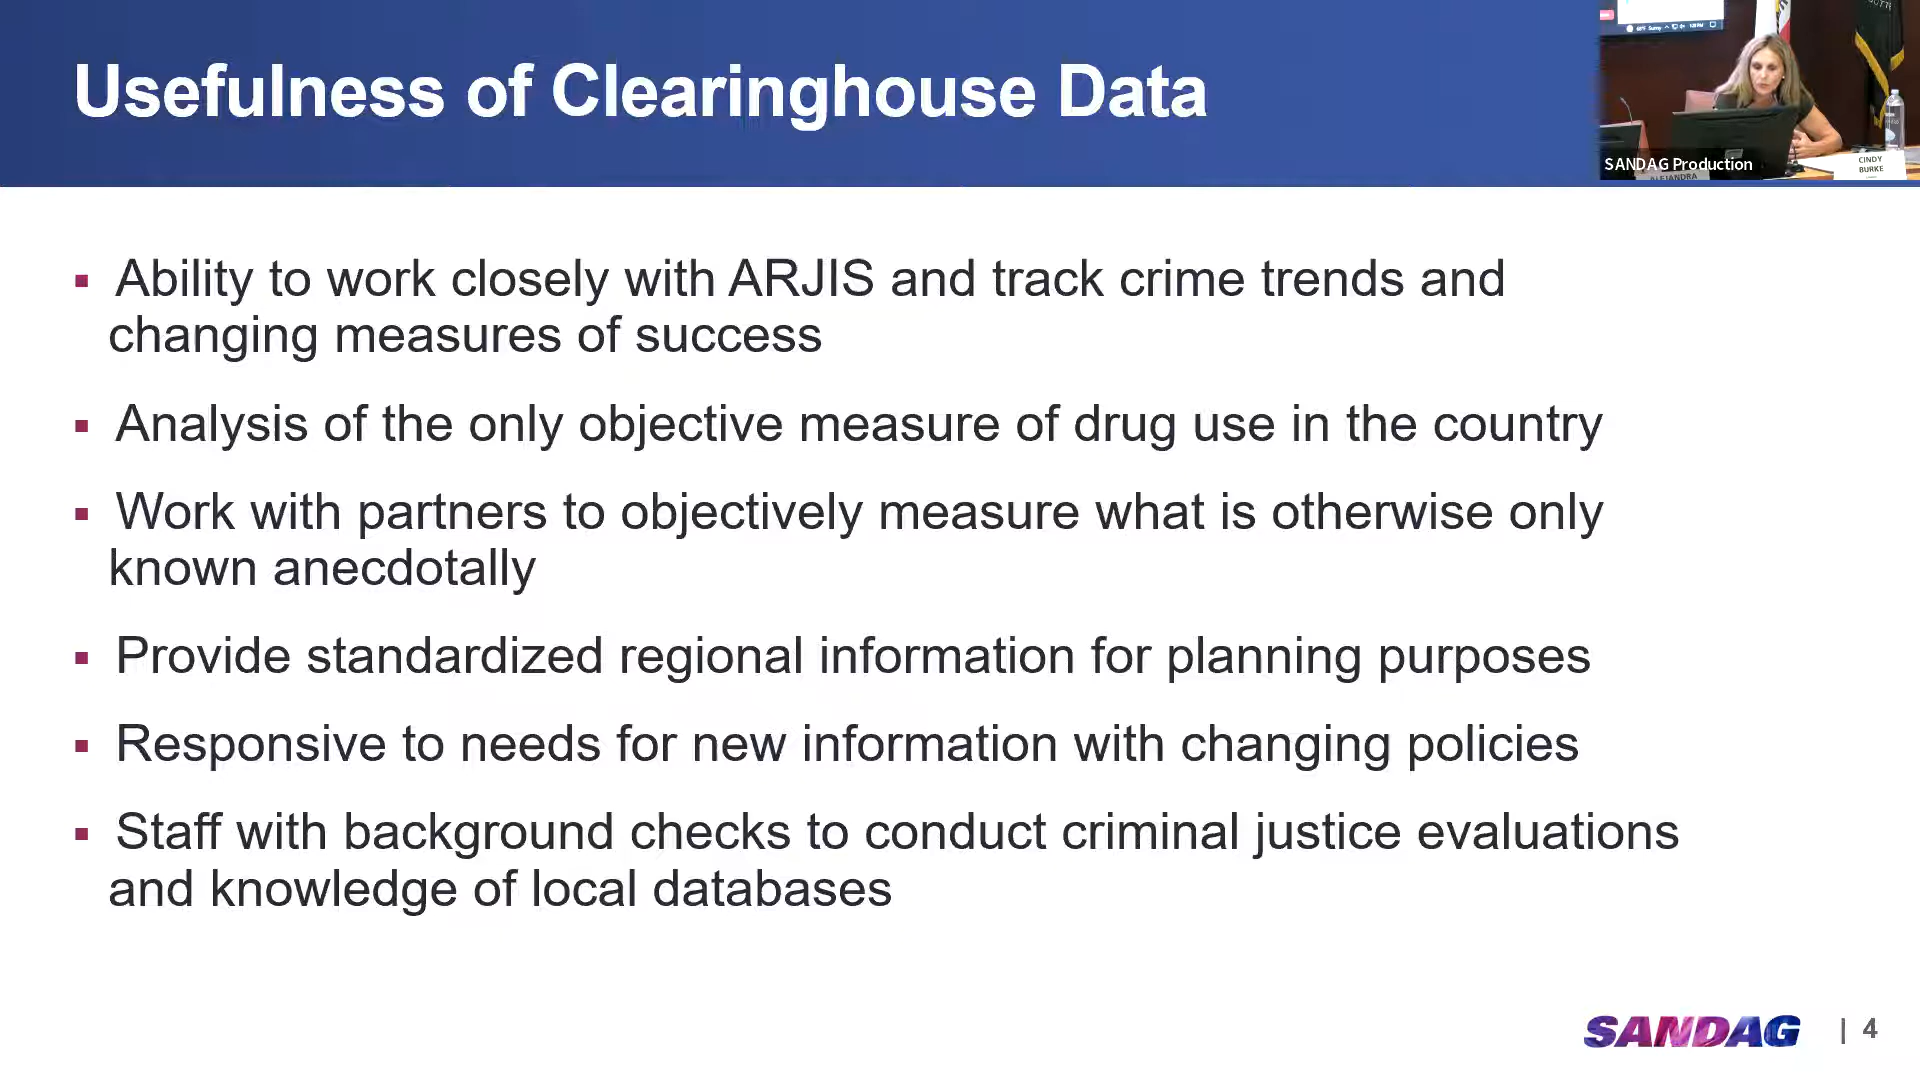 Usefulness of Clearinghouse Data
SANDAG Production
ALEJANDRA
CINDY
BURKE
▪ Ability to work closely with ARJIS and track crime trends and
changing measures of success
▪ Analysis of the only objective measure of drug use in the country
▪ Work with partners to objectively measure what is otherwise only
known anecdotally
▪ Provide standardized regional information for planning purposes
▪ Responsive to needs for new information with changing policies
▪ Staff with background checks to conduct criminal justice evaluations
and knowledge of local databases
SANDAG | 4